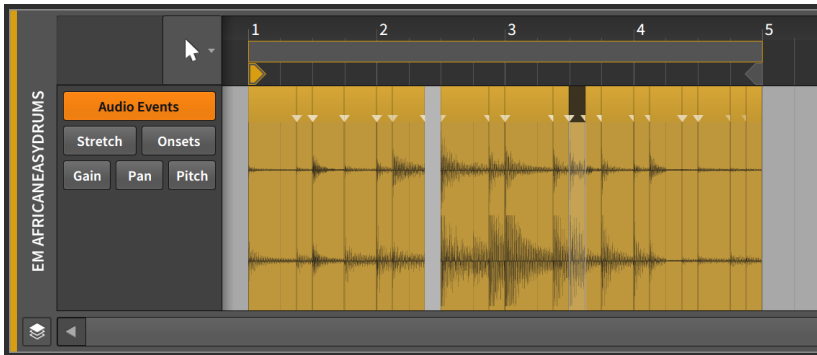 1 2 3 4 5
EM AFRICANEASYDRUMS
Audio Events
Stretch Onsets
Gain Pan Pitch